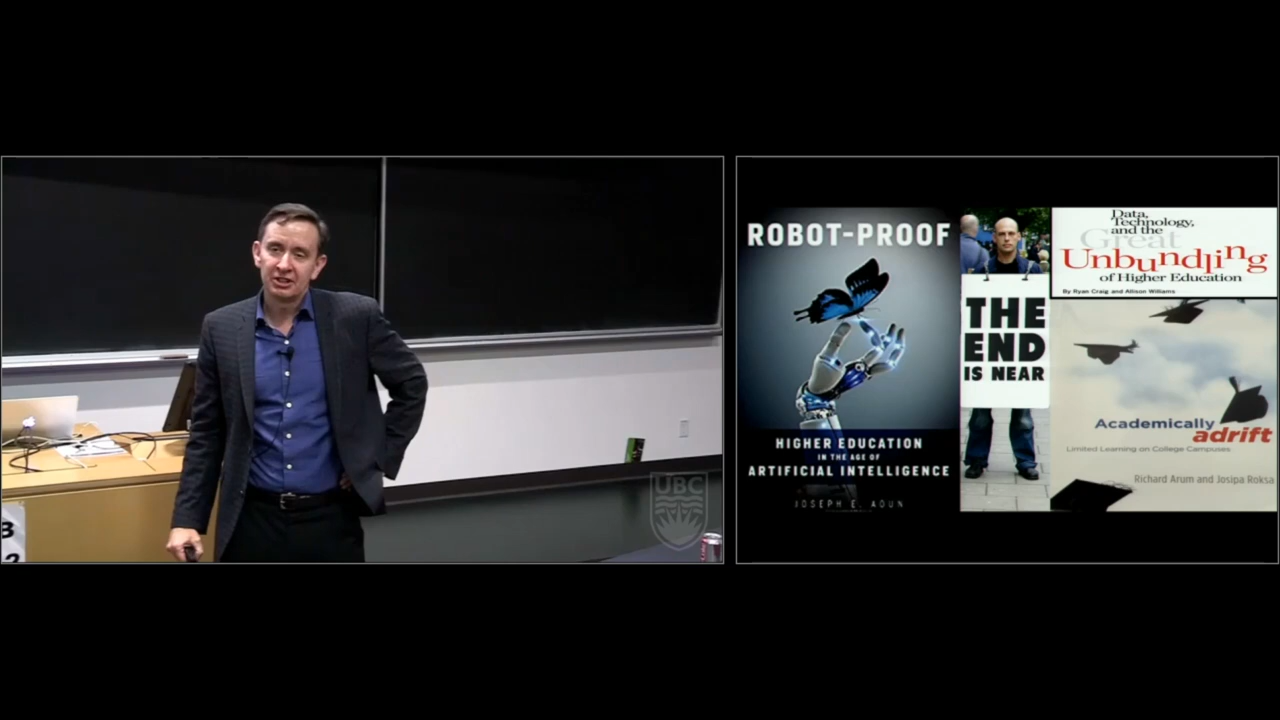 B
2
UBC
ROBOT-PROOF
HIGHER EDUCATION
IN THE AGE OF
ARTIFICIAL INTELLIGENCE
JOSEPH E. AOUN
THE
END
IS NEAR
Data,
Technology,
and the
Great
Unbundling
of Higher Education
By Ryan Craig and Allison Williams
Academically
adrift
Limited Learning on College Campuses
Richard Arum and Josipa Roksa